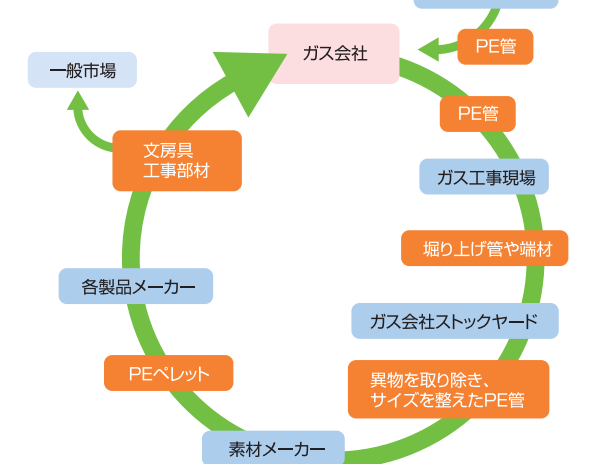 ガス会社
PE管
PE管
ガス工事現場
堀り上げ管や端材
ガス会社ストックヤード
異物を取り除き、
サイズを整えたPE管
素材メーカー
PEペレット
各製品メーカー
文房具
工事部材
一般市場